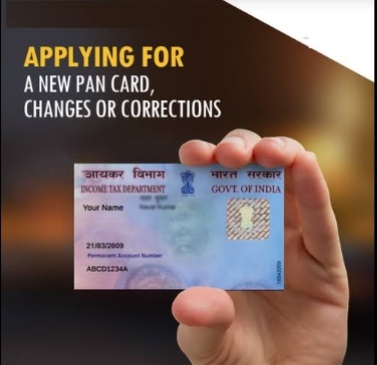 APPLYING FOR
A NEW PAN CARD,
CHANGES OR CORRECTIONS
आयकर विभाग
INCOME TAX DEPARTMENT
भारत सरकार
GOVT. OF INDIA
Your Name
21/03/2009
Permanent Account Number
ABCD1234A